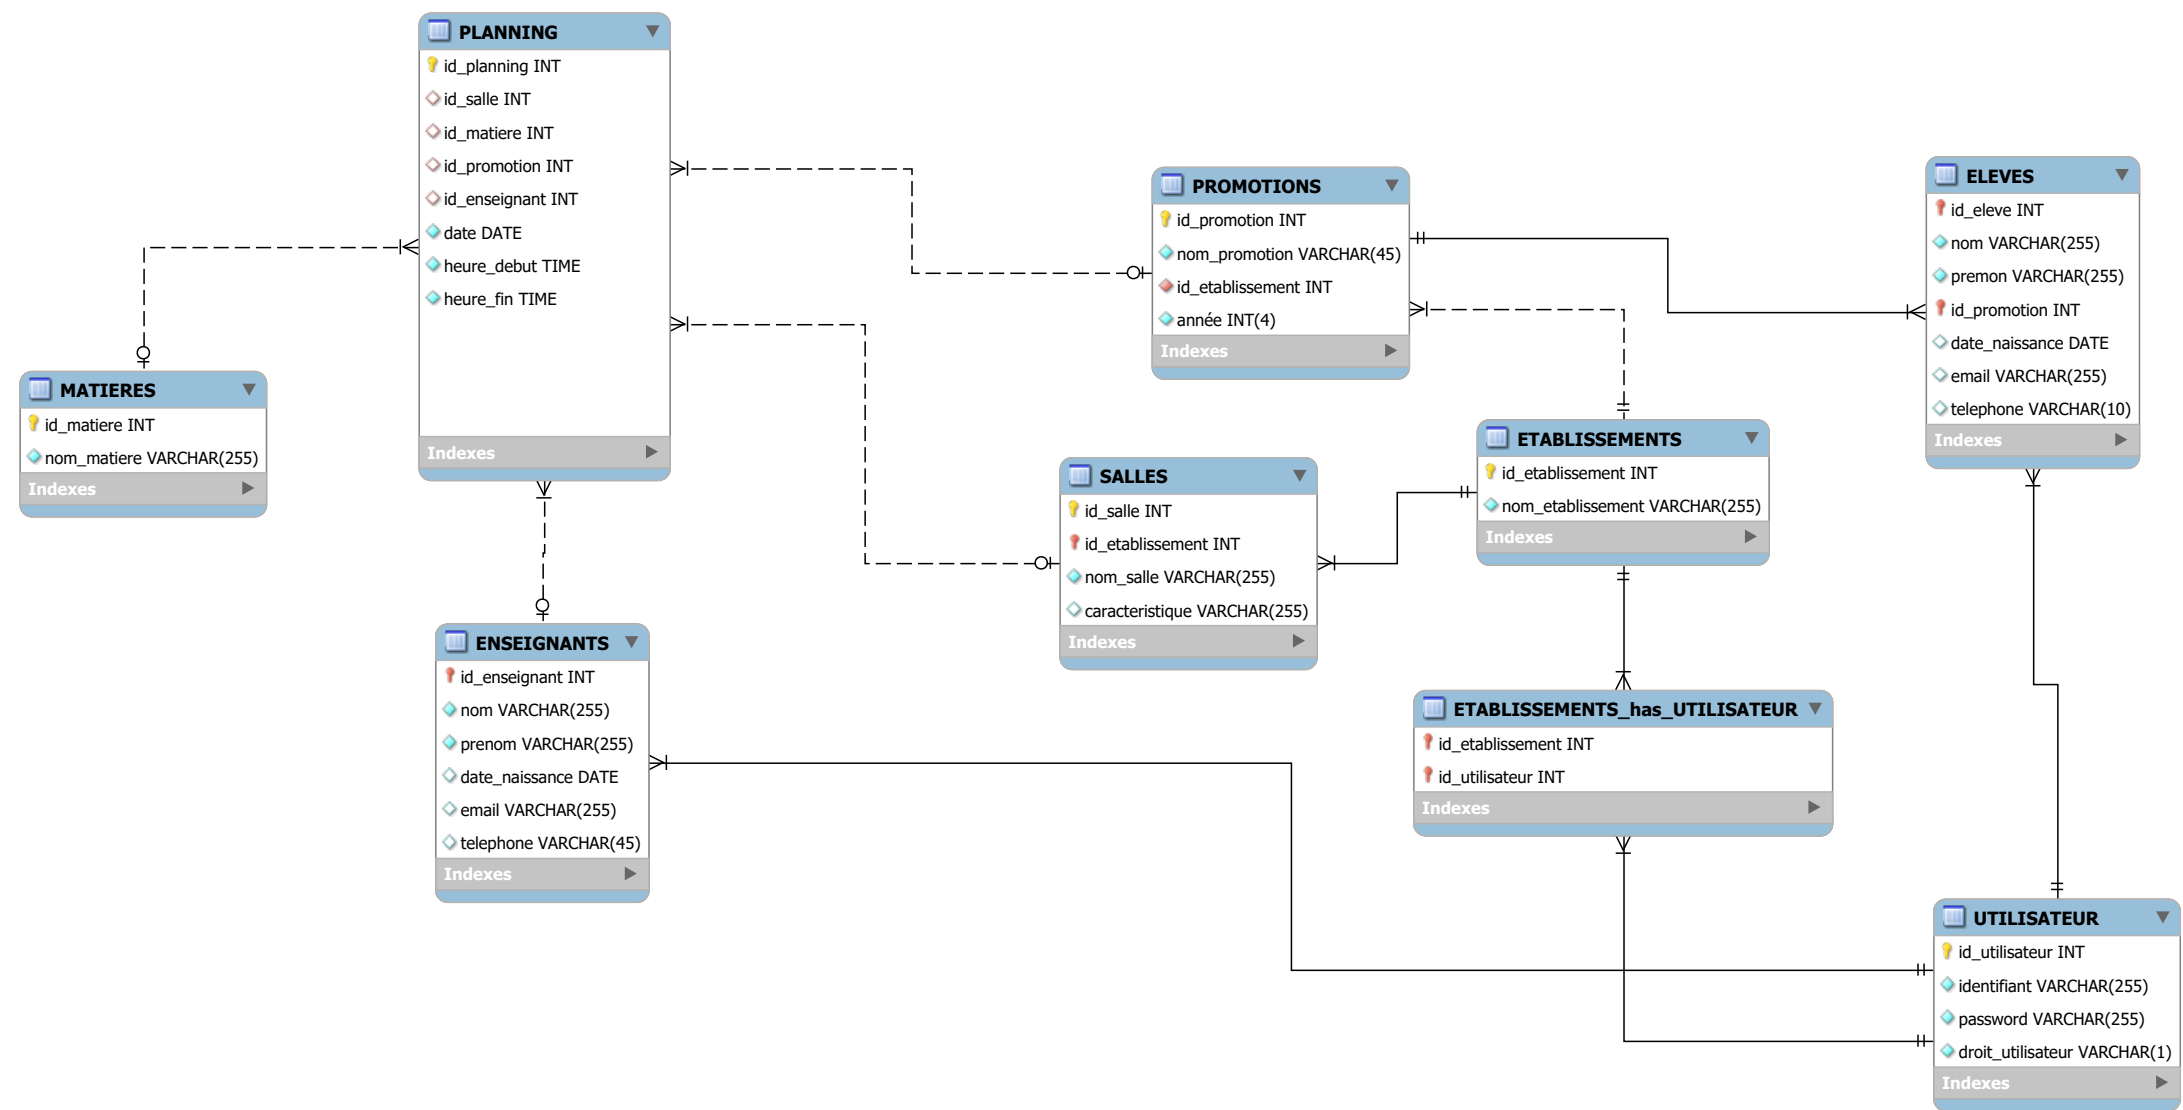 PLANNING
id_planning INT
id_salle INT
id_matiere INT
id_promotion INT
id_enseignant INT
date DATE
heure_debut TIME
heure_fin TIME
Indexes
MATIERES
id_matiere INT
nom_matiere VARCHAR(255)
Indexes
ENSEIGNANTS
id_enseignant INT
nom VARCHAR(255)
prenom VARCHAR(255)
date_naissance DATE
email VARCHAR(255)
telephone VARCHAR(45)
Indexes
PROMOTIONS
id_promotion INT
nom_promotion VARCHAR(45)
id_etablissement INT
année INT(4)
Indexes
SALLES
id_salle INT
id_etablissement INT
nom_salle VARCHAR(255)
caracteristique VARCHAR(255)
Indexes
ETABLISSEMENTS
id_etablissement INT
nom_etablissement VARCHAR(255)
Indexes
ETABLISSEMENTS_has_UTILISATEUR
id_etablissement INT
id_utilisateur INT
Indexes
ELEVES
id_eleve INT
nom VARCHAR(255)
premon VARCHAR(255)
id_promotion INT
date_naissance DATE
email VARCHAR(255)
telephone VARCHAR(10)
Indexes
UTILISATEUR
id_utilisateur INT
identifiant VARCHAR(255)
password VARCHAR(255)
droit_utilisateur VARCHAR(1)
Indexes